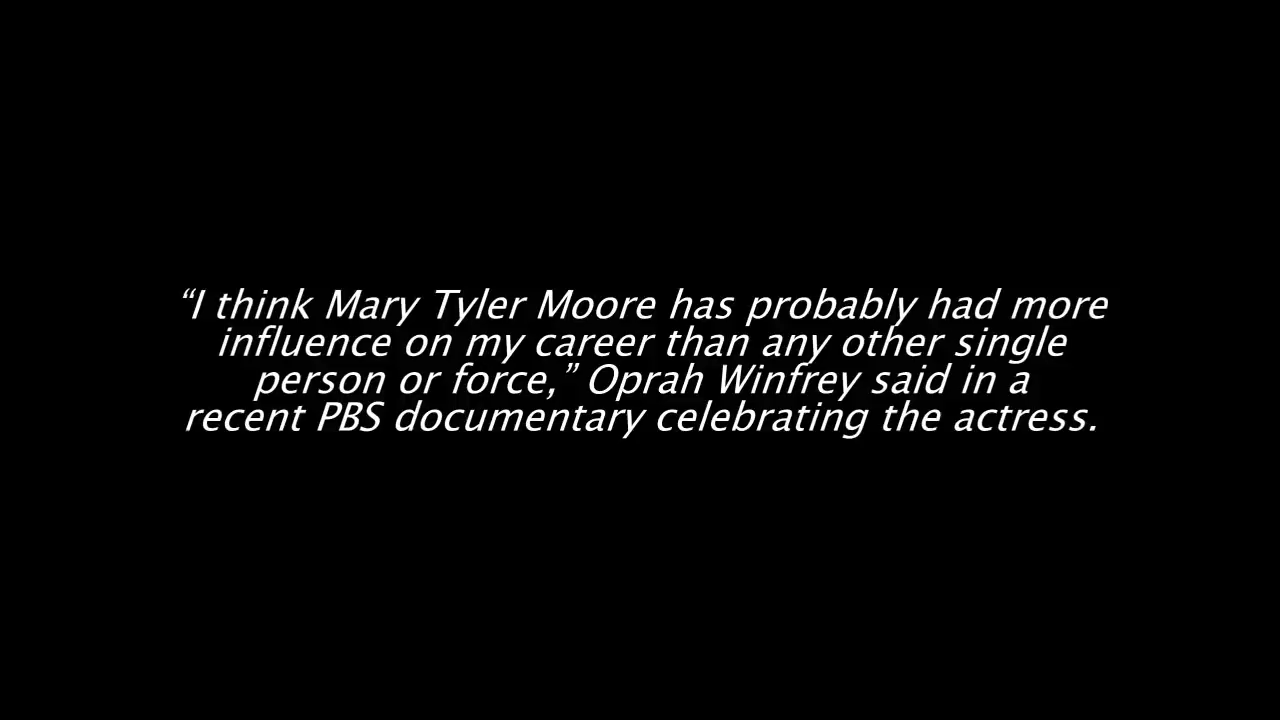 “I think Mary Tyler Moore has probably had more
influence on my career than any other single
person or force,” Oprah Winfrey said in a
recent PBS documentary celebrating the actress.